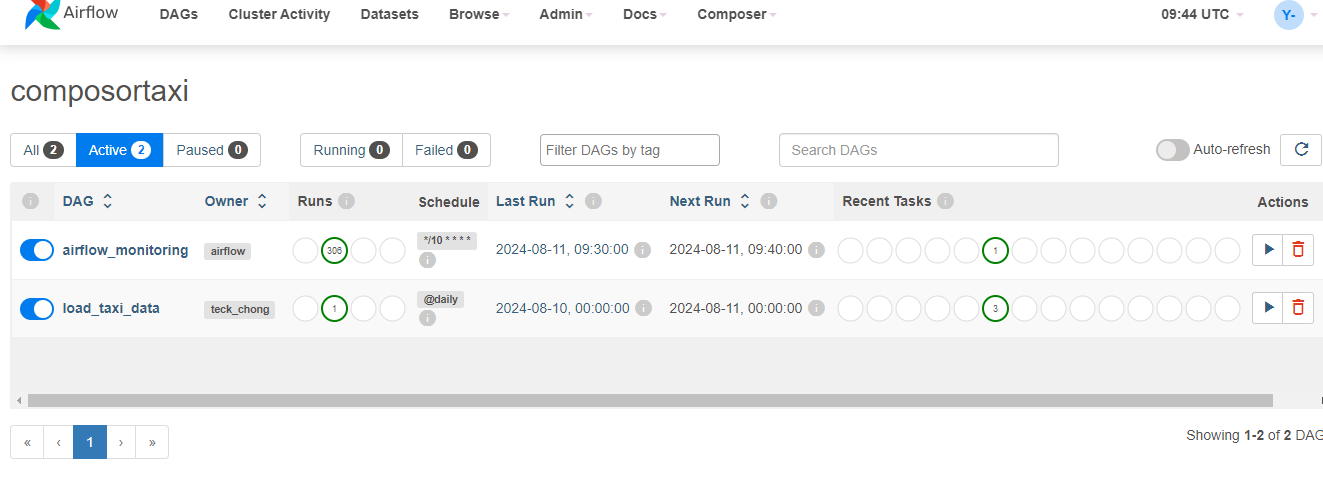 Airflow DAGs Cluster Activity Datasets Browse Admin Docs Composer 09:44 UTC Y-
composortaxi
All 2 Active 2 Paused 0 Running 0 Failed 0 Filter DAGs by tag Search DAGs Auto-refresh
DAG Owner Runs Schedule Last Run Next Run Recent Tasks Actions
airflow_monitoring airflow 306 */10 * * * * 2024-08-11, 09:30:00 2024-08-11, 09:40:00 1
load_taxi_data teck_chong 1 @daily 2024-08-10, 00:00:00 2024-08-11, 00:00:00 3
« ‹ 1 › »
Showing 1-2 of 2 DAG